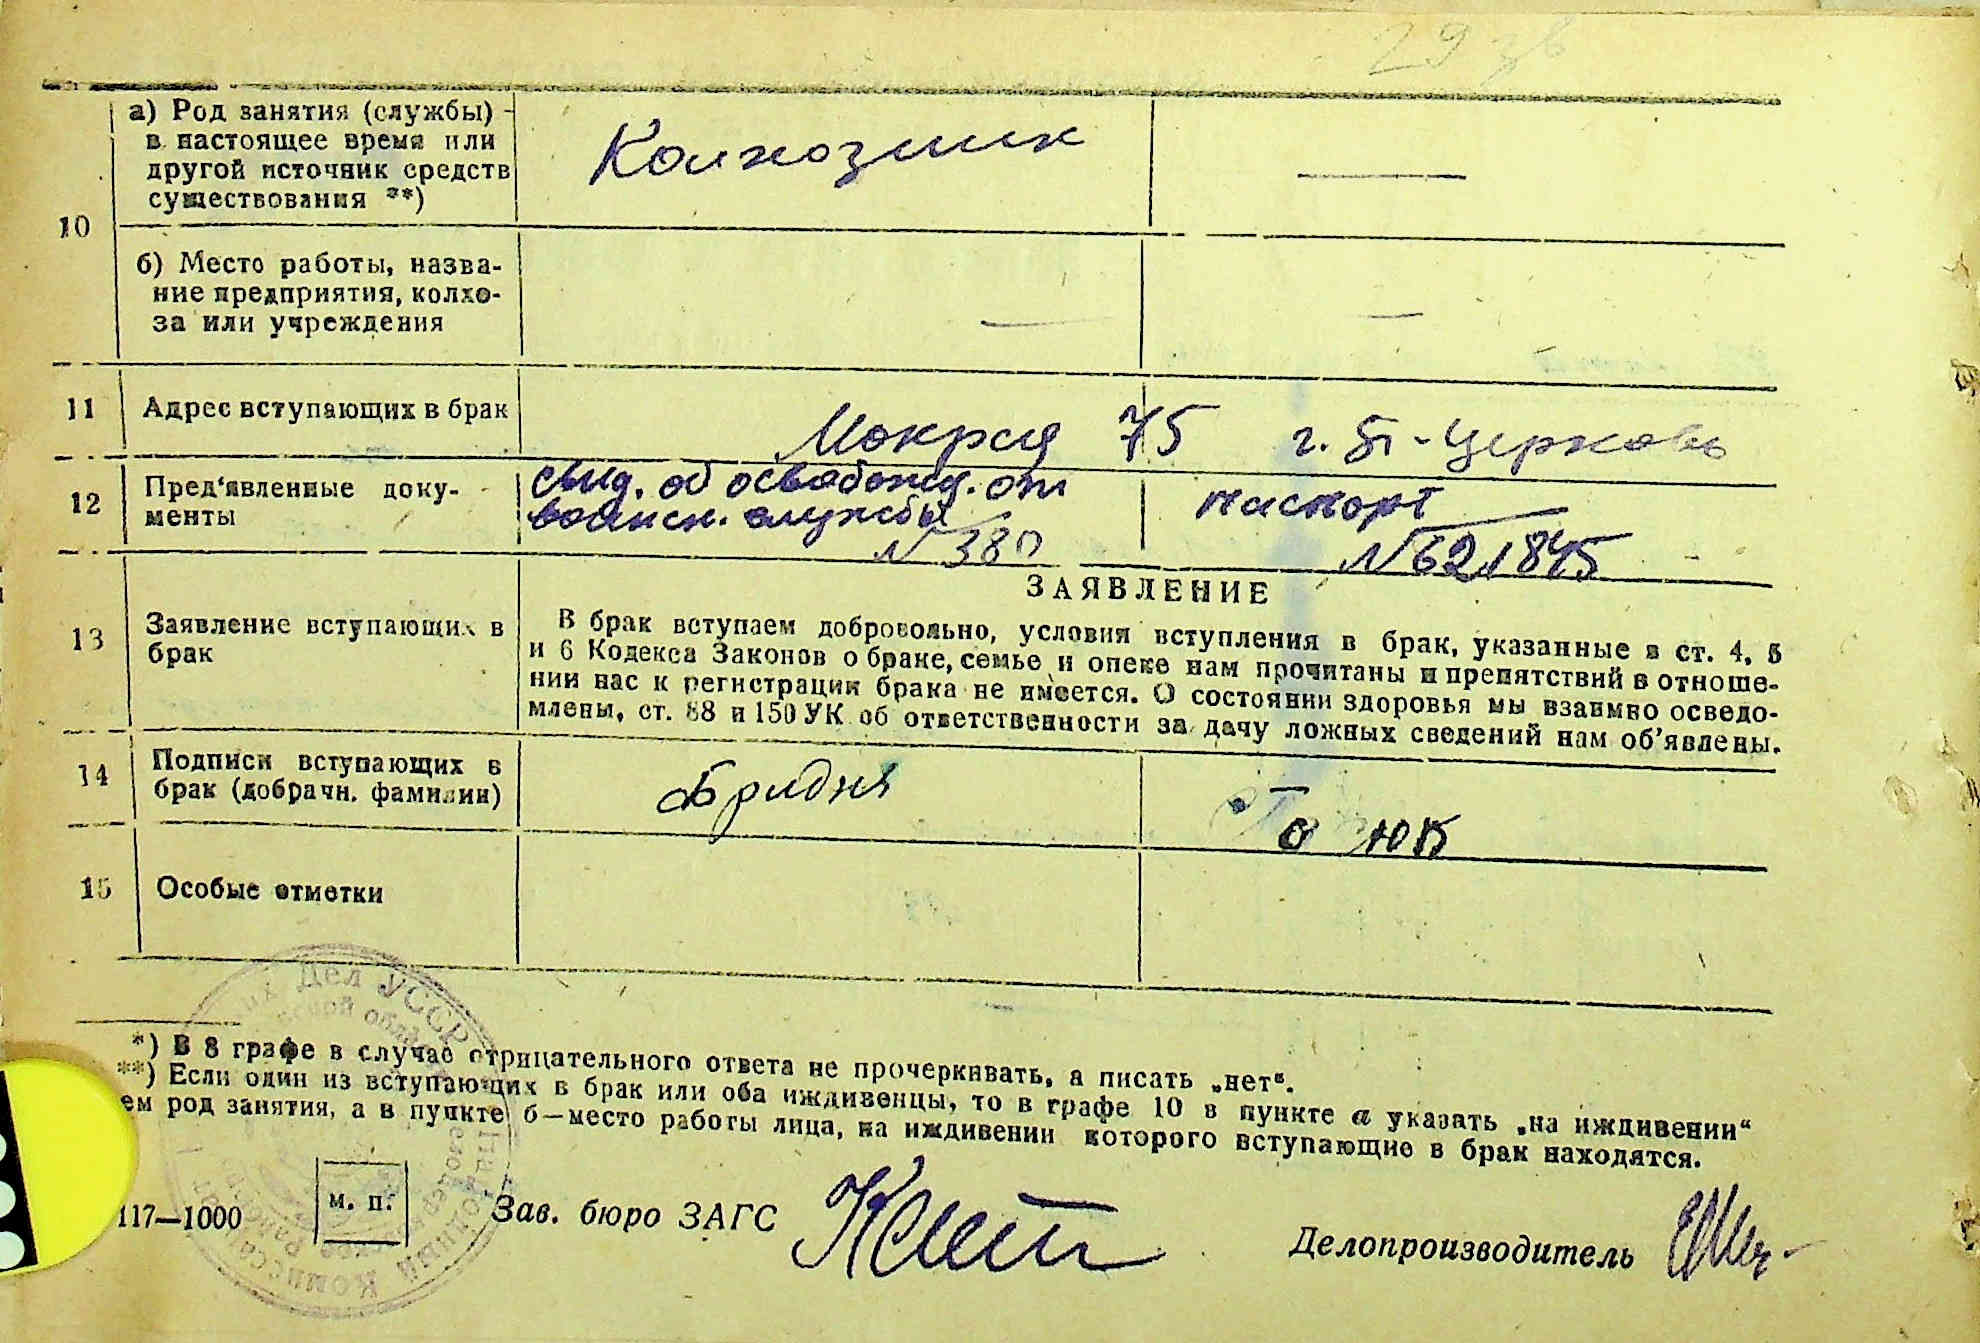 29 зв
а) Род занятия (службы)
в настоящее время или
другой источник средств
существования **)
Колхозник
10
б) Место работы, назва-
ние предприятия, колхо-
за или учреждения
11
Адрес вступающих в брак
Мокрая 75 г. Б-Церковь
12
Пред'явленные доку-
менты
свид. об освобожд. от
воинск. службы
N 380
паспорт
N 621845
ЗАЯВЛЕНИЕ
13
Заявление вступающих в
брак
В брак вступаем добровольно, условия вступления в брак, указанные в ст. 4, 5
и 6 Кодекса Законов о браке, семье и опеке нам прочитаны и препятствий в отноше-
нии нас к регистрации брака не имеется. О состоянии здоровья мы взаимно осведо-
млены, ст. 88 и 150 УК об ответственности за дачу ложных сведений нам об'явлены.
14
Подписи вступающих в
брак (добрачн. фамилии)
Бридня
15
Особые отметки
*) В 8 графе в случае отрицательного ответа не прочеркивать, а писать „нет“.
**) Если один из вступающих в брак или оба иждивенцы, то в графе 10 в пункте а указать „на иждивении“
ем род занятия, а в пункте б—место работы лица, на иждивении которого вступающие в брак находятся.
Дел УССР
117—1000
м. п.
Зав. бюро ЗАГС
Делопроизводитель